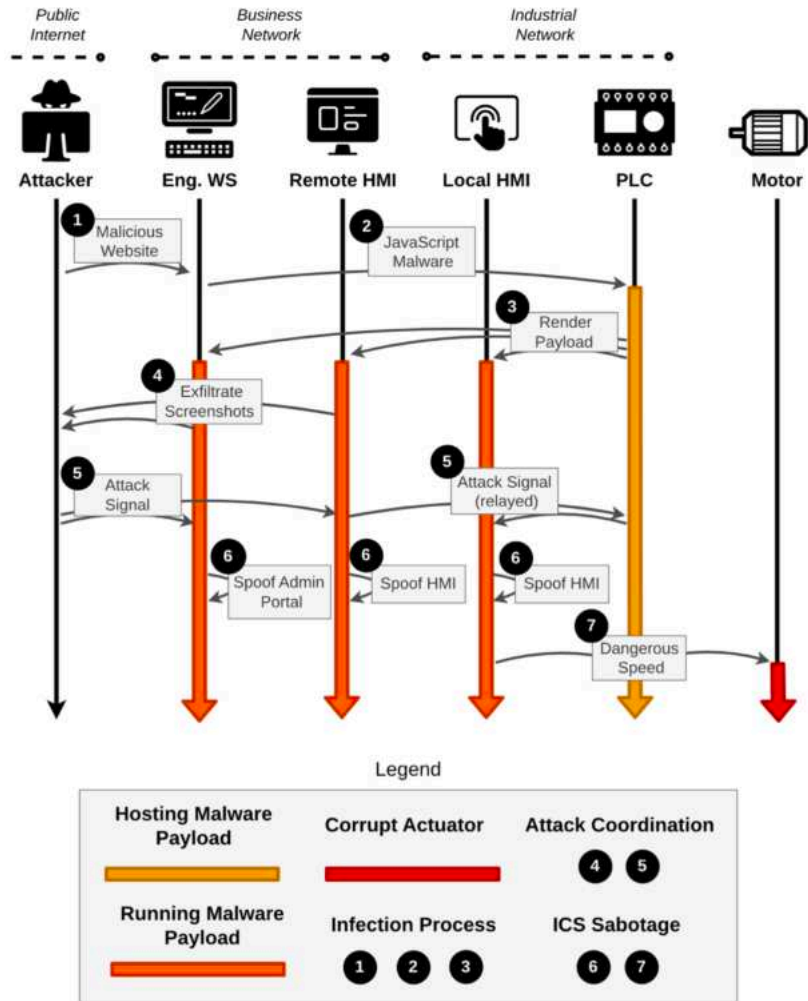 Public
Internet
Business
Network
Industrial
Network
Attacker
Eng. WS
Remote HMI
Local HMI
PLC
Motor
1
Malicious
Website
2
JavaScript
Malware
3
Render
Payload
4
Exfiltrate
Screenshots
5
Attack
Signal
5
Attack Signal
(relayed)
6
Spoof Admin
Portal
6
Spoof HMI
6
Spoof HMI
7
Dangerous
Speed
Legend
Hosting Malware
Payload
Corrupt Actuator
Attack Coordination
4 5
Running Malware
Payload
Infection Process
1 2 3
ICS Sabotage
6 7